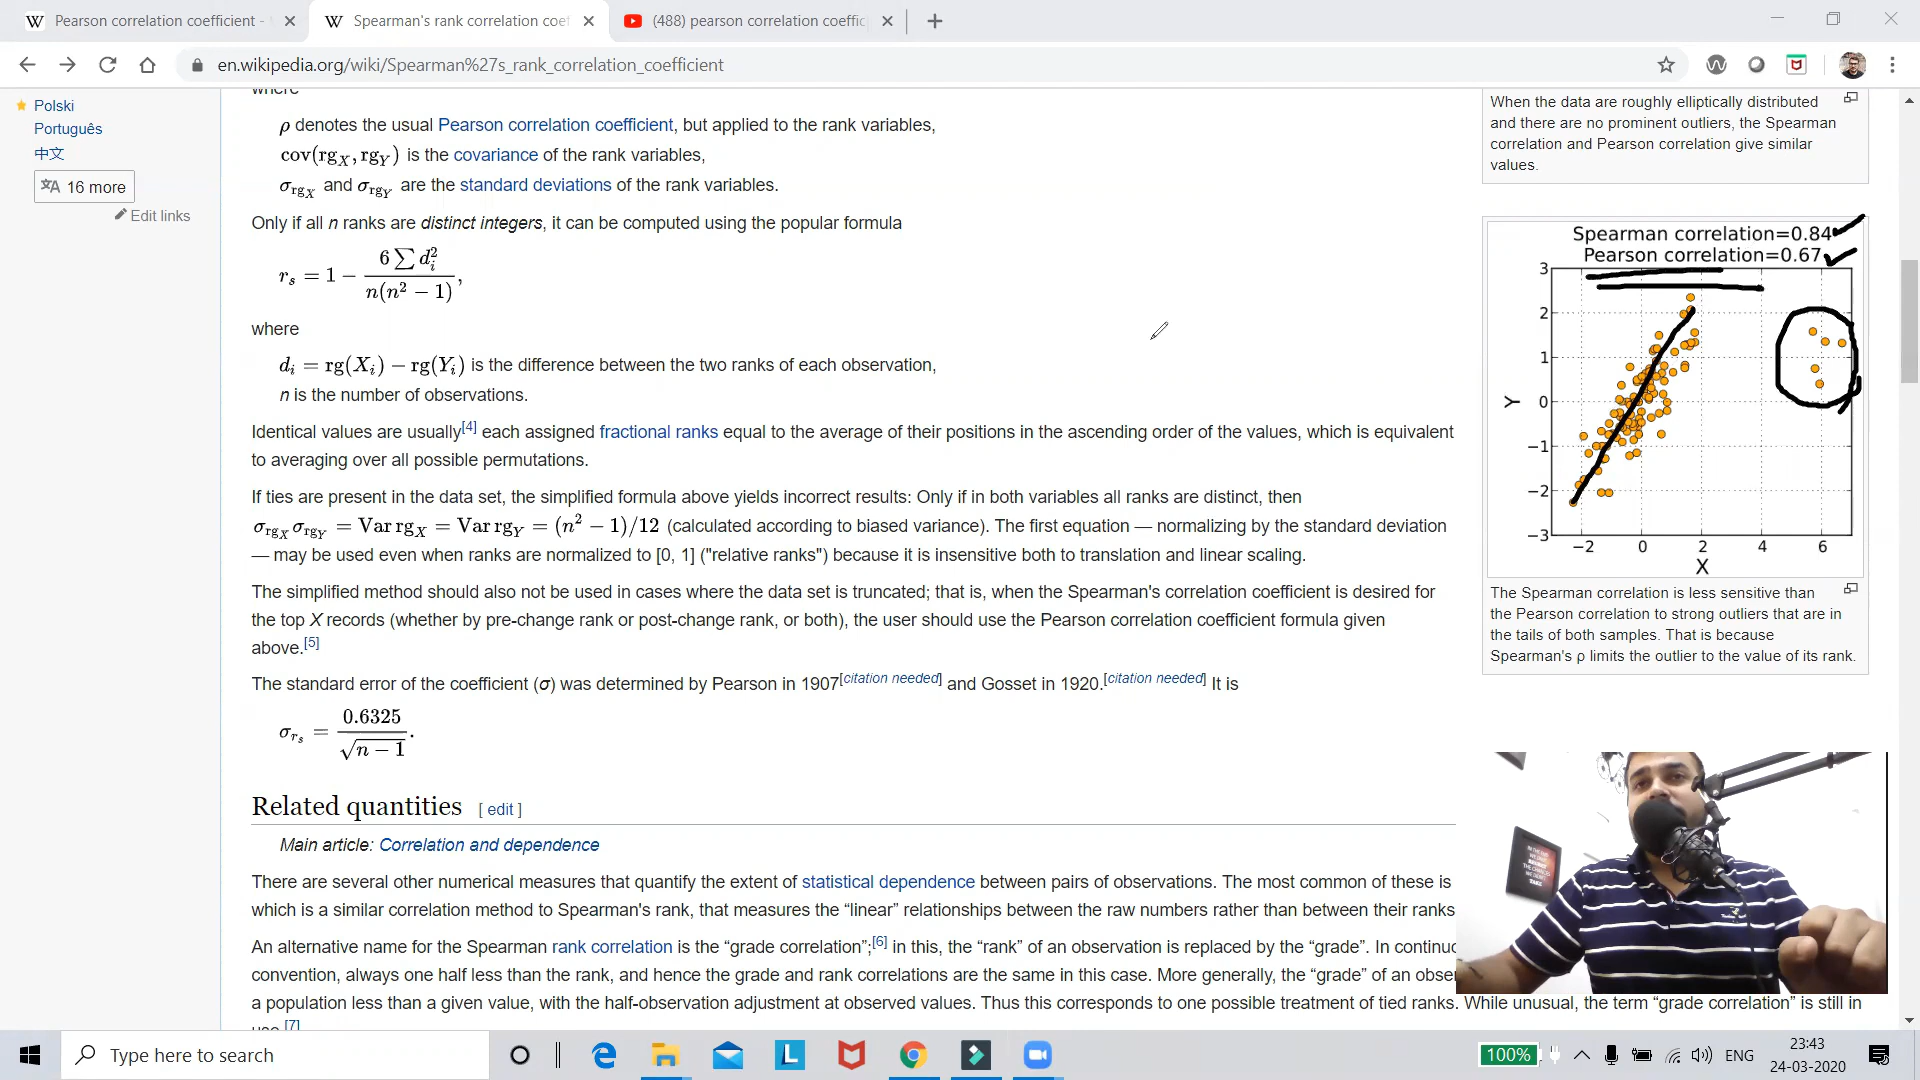 Pearson correlation coefficient -
Spearman's rank correlation coef
(488) pearson correlation coeffic
en.wikipedia.org/wiki/Spearman%27s_rank_correlation_coefficient
Polski
Português
中文
16 more
Edit links
where
ρ denotes the usual Pearson correlation coefficient, but applied to the rank variables,
cov(rg_X, rg_Y) is the covariance of the rank variables,
σ_rg_X and σ_rg_Y are the standard deviations of the rank variables.
Only if all n ranks are distinct integers, it can be computed using the popular formula
r_s = 1 − 6 ∑ d_i^2 / n(n^2 − 1),
where
d_i = rg(X_i) − rg(Y_i) is the difference between the two ranks of each observation,
n is the number of observations.
Identical values are usually[4] each assigned fractional ranks equal to the average of their positions in the ascending order of the values, which is equivalent
to averaging over all possible permutations.
If ties are present in the data set, the simplified formula above yields incorrect results: Only if in both variables all ranks are distinct, then
σ_rg_X σ_rg_Y = Var rg_X = Var rg_Y = (n^2 − 1)/12 (calculated according to biased variance). The first equation — normalizing by the standard deviation
— may be used even when ranks are normalized to [0, 1] ("relative ranks") because it is insensitive both to translation and linear scaling.
The simplified method should also not be used in cases where the data set is truncated; that is, when the Spearman's correlation coefficient is desired for
the top X records (whether by pre-change rank or post-change rank, or both), the user should use the Pearson correlation coefficient formula given
above.[5]
The standard error of the coefficient (σ) was determined by Pearson in 1907[citation needed] and Gosset in 1920.[citation needed] It is
σ_r_s = 0.6325 / √(n − 1).
Related quantities [ edit ]
Main article: Correlation and dependence
There are several other numerical measures that quantify the extent of statistical dependence between pairs of observations. The most common of these is
which is a similar correlation method to Spearman's rank, that measures the “linear” relationships between the raw numbers rather than between their ranks
An alternative name for the Spearman rank correlation is the “grade correlation”;[6] in this, the “rank” of an observation is replaced by the “grade”. In continuo
convention, always one half less than the rank, and hence the grade and rank correlations are the same in this case. More generally, the “grade” of an obser
a population less than a given value, with the half-observation adjustment at observed values. Thus this corresponds to one possible treatment of tied ranks. While unusual, the term “grade correlation” is still in
use.[7]
When the data are roughly elliptically distributed
and there are no prominent outliers, the Spearman
correlation and Pearson correlation give similar
values.
Spearman correlation=0.84
Pearson correlation=0.67
3
2
1
0
−1
−2
−3
Y
−2 0 2 4 6
X
The Spearman correlation is less sensitive than
the Pearson correlation to strong outliers that are in
the tails of both samples. That is because
Spearman's ρ limits the outlier to the value of its rank.
Type here to search
100%
ENG
23:43
24-03-2020